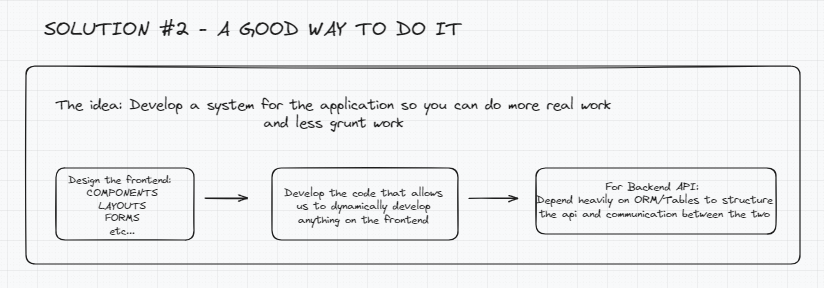 SOLUTION #2 - A GOOD WAY TO DO IT
The idea: Develop a system for the application so you can do more real work
and less grunt work
Design the frontend:
COMPONENTS
LAYOUTS
FORMS
etc...
Develop the code that allows
us to dynamically develop
anything on the frontend
For Backend API:
Depend heavily on ORM/Tables to structure
the api and communication between the two